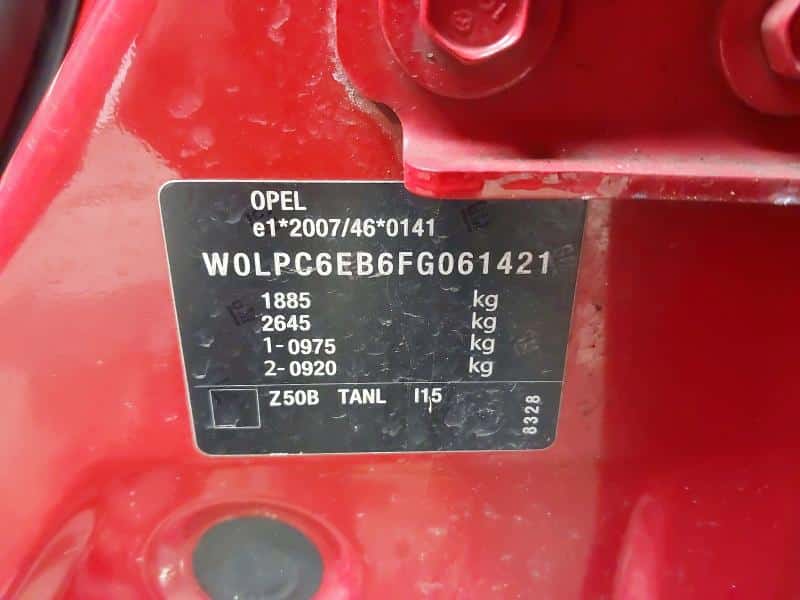 OPEL
e1*2007/46*0141
W0LPC6EB6FG061421
1885 kg
2645 kg
1-0975 kg
2-0920 kg
Z50B TANL I15
8328